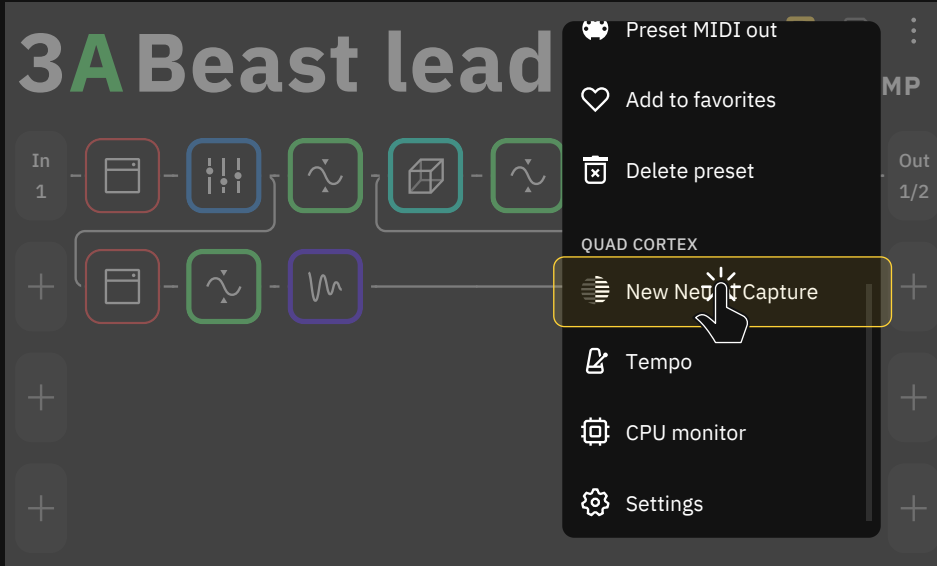 3A Beast lead
MP
Preset MIDI out
Add to favorites
Delete preset
QUAD CORTEX
New Capture
Tempo
CPU monitor
Settings
In
1
Out
1/2